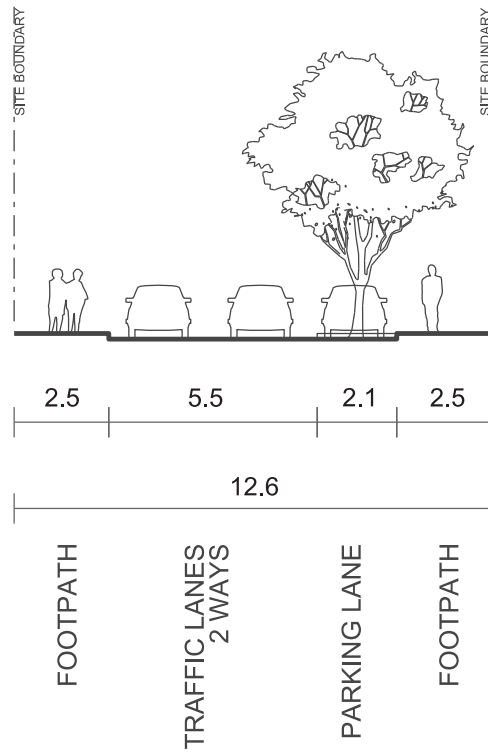 SITE BOUNDARY
SITE BOUNDARY
2.5
5.5
2.1
2.5
12.6
FOOTPATH
TRAFFIC LANES
2 WAYS
PARKING LANE
FOOTPATH